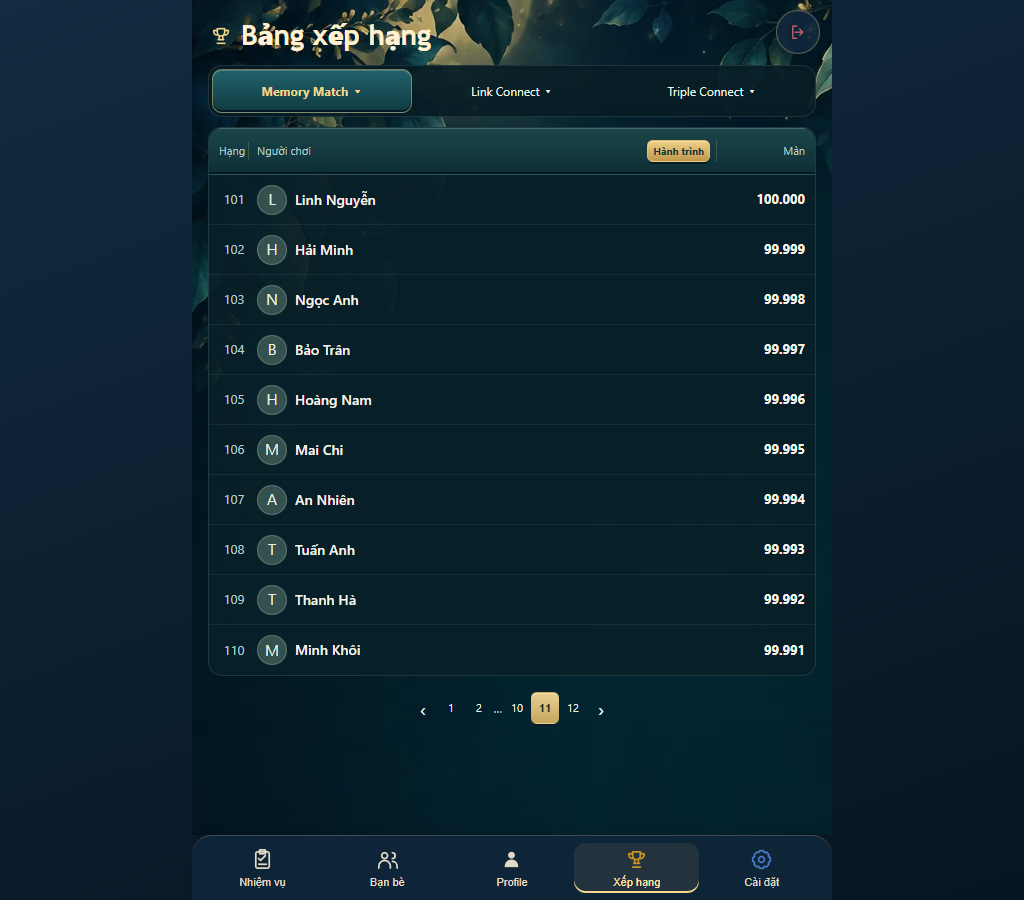 Bảng xếp hạng
Memory Match
Link Connect
Triple Connect
Hạng Người chơi Hành trình Màn
101 L Linh Nguyễn 100.000
102 H Hải Minh 99.999
103 N Ngọc Anh 99.998
104 B Bảo Trân 99.997
105 H Hoàng Nam 99.996
106 M Mai Chi 99.995
107 A An Nhiên 99.994
108 T Tuấn Anh 99.993
109 T Thanh Hà 99.992
110 M Minh Khôi 99.991
‹ 1 2 ... 10 11 12 ›
Nhiệm vụ
Bạn bè
Profile
Xếp hạng
Cài đặt